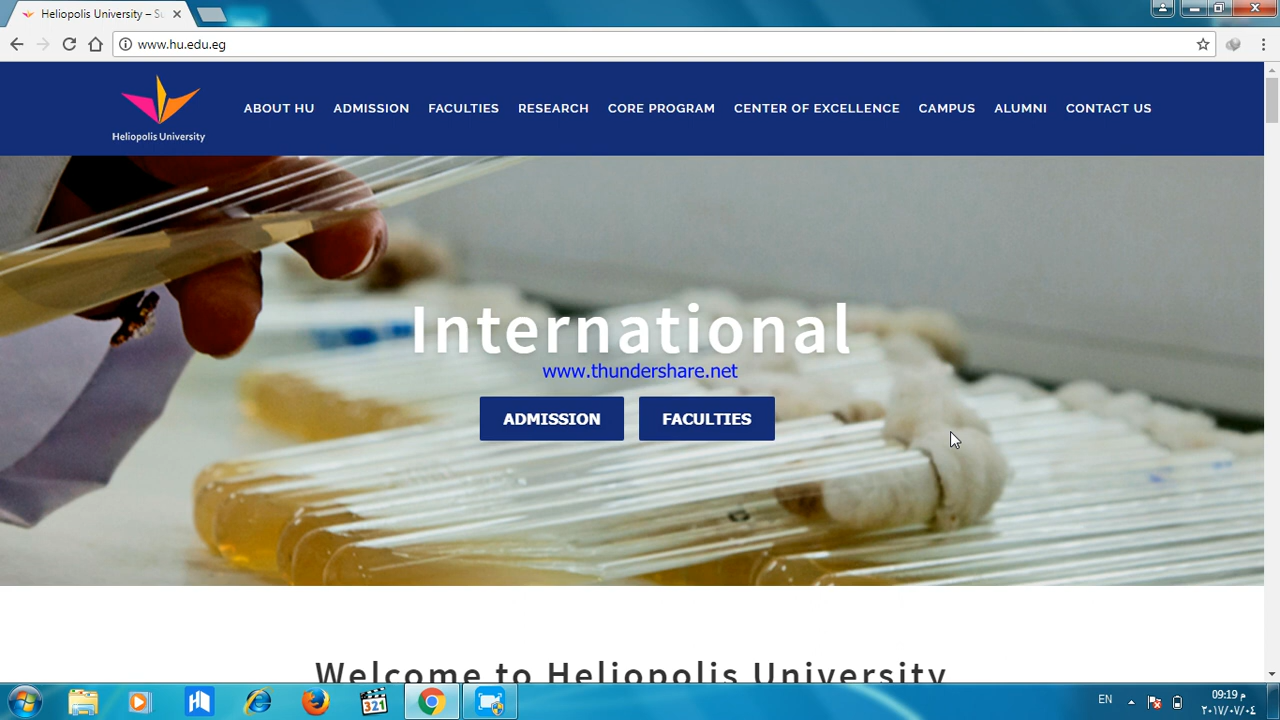 Heliopolis University – Su
www.hu.edu.eg
Heliopolis University
ABOUT HU ADMISSION FACULTIES RESEARCH CORE PROGRAM CENTER OF EXCELLENCE CAMPUS ALUMNI CONTACT US
International
www.thundershare.net
ADMISSION FACULTIES
Welcome to Heliopolis University
321
EN
09:19 م
٢٠١٧/٠٧/٠٤